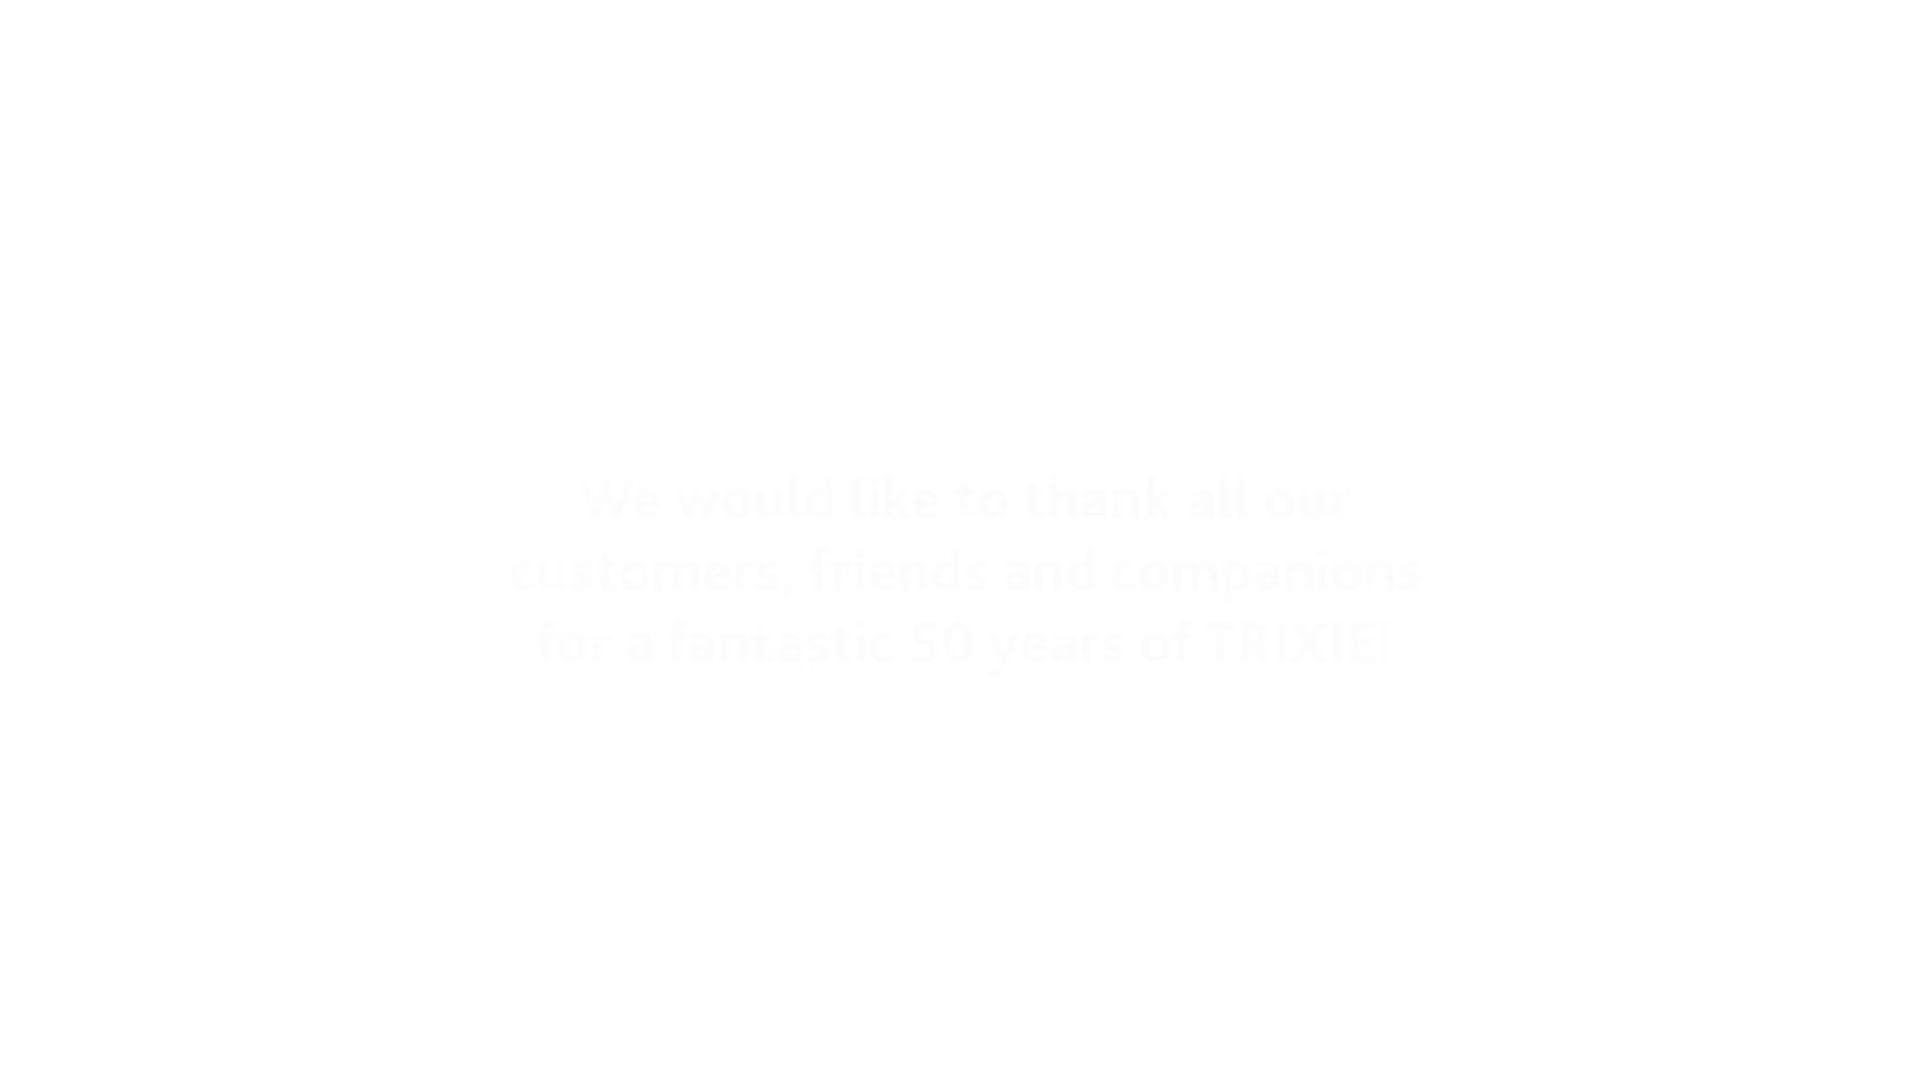 We would like to thank all our
customers, friends and companions
for a fantastic 50 years of TRIXIE!